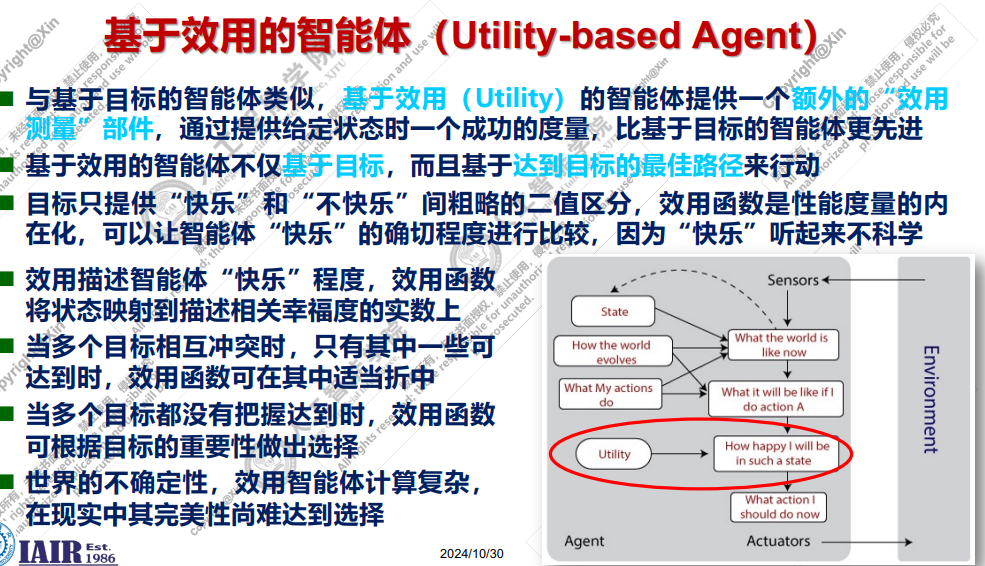 基于效用的智能体（Utility-based Agent）
与基于目标的智能体类似，基于效用（Utility）的智能体提供一个额外的“效用
测量”部件，通过提供给定状态时一个成功的度量，比基于目标的智能体更先进
基于效用的智能体不仅基于目标，而且基于达到目标的最佳路径来行动
目标只提供“快乐”和“不快乐”间粗略的二值区分，效用函数是性能度量的内
在化，可以让智能体“快乐”的确切程度进行比较，因为“快乐”听起来不科学
效用描述智能体“快乐”程度，效用函数
将状态映射到描述相关幸福度的实数上
当多个目标相互冲突时，只有其中一些可
达到时，效用函数可在其中适当折中
当多个目标都没有把握达到时，效用函数
可根据目标的重要性做出选择
世界的不确定性，效用智能体计算复杂，
在现实中其完美性尚难达到选择
Sensors
State
What the world is
like now
How the world
evolves
What My actions
do
What it will be like if I
do action A
Utility
How happy I will be
in such a state
What action I
should do now
Agent
Actuators
Environment
IAIR Est.
1986
2024/10/30